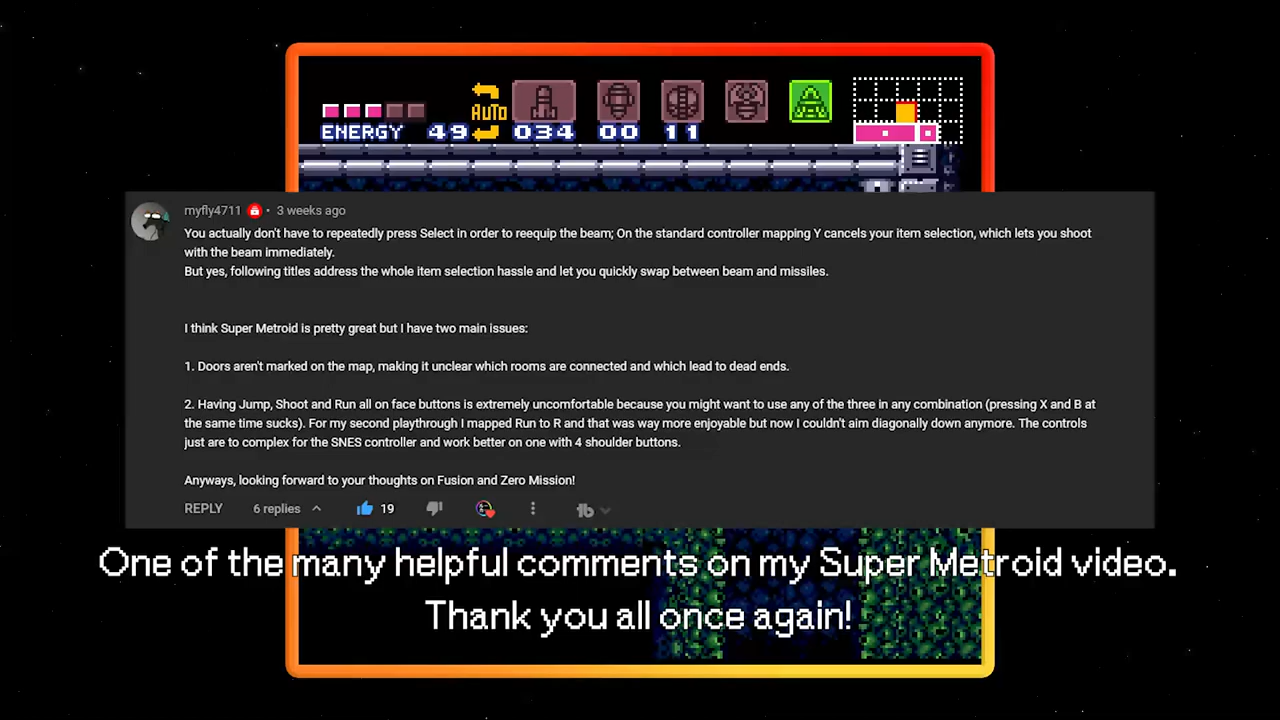 AUTO
ENERGY 49 034 00 11
myfly4711 • 3 weeks ago
You actually don't have to repeatedly press Select in order to reequip the beam; On the standard controller mapping Y cancels your item selection, which lets you shoot
with the beam immediately.
But yes, following titles address the whole item selection hassle and let you quickly swap between beam and missiles.
I think Super Metroid is pretty great but I have two main issues:
1. Doors aren't marked on the map, making it unclear which rooms are connected and which lead to dead ends.
2. Having Jump, Shoot and Run all on face buttons is extremely uncomfortable because you might want to use any of the three in any combination (pressing X and B at
the same time sucks). For my second playthrough I mapped Run to R and that was way more enjoyable but now I couldn't aim diagonally down anymore. The controls
just are to complex for the SNES controller and work better on one with 4 shoulder buttons.
Anyways, looking forward to your thoughts on Fusion and Zero Mission!
REPLY 6 replies 19
One of the many helpful comments on my Super Metroid video.
Thank you all once again!